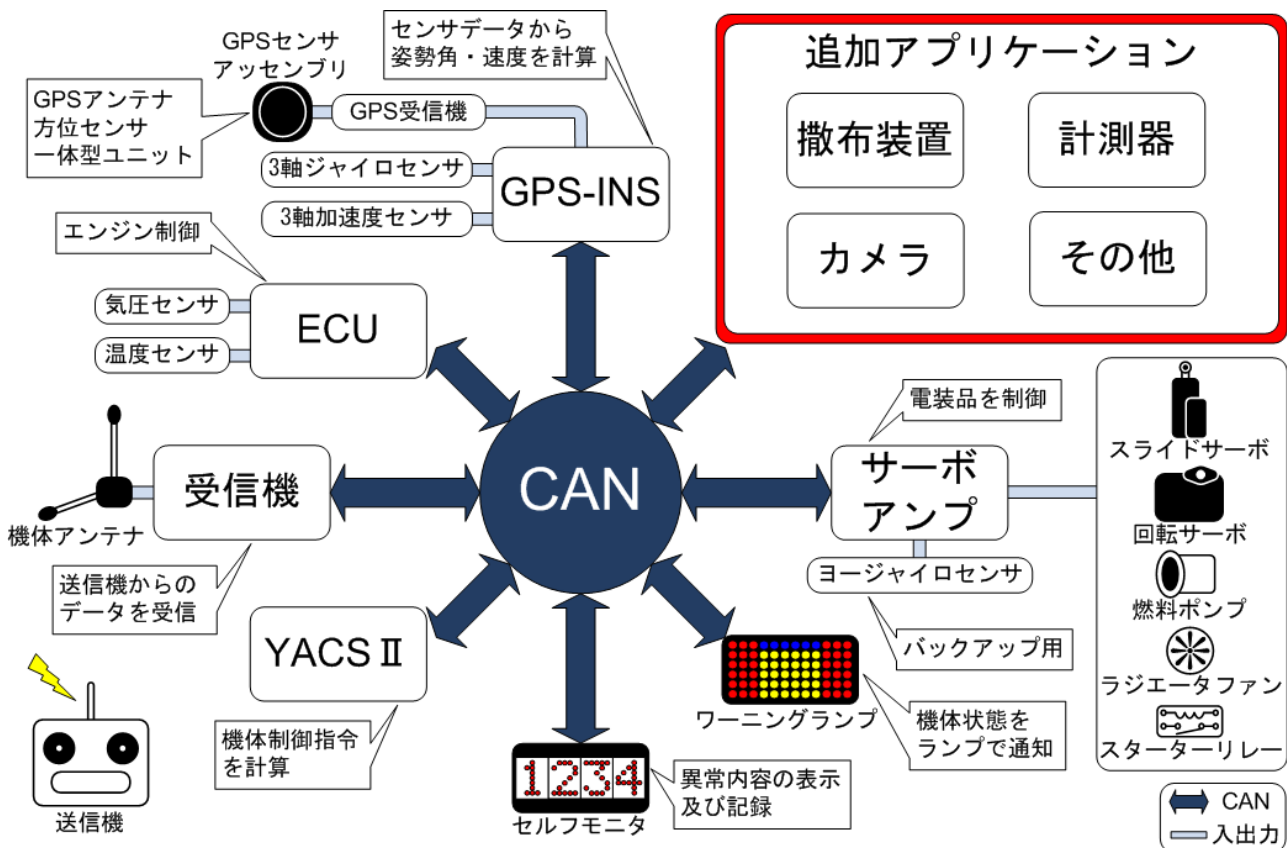 GPSセンサ
アッセンブリ
センサデータから
姿勢角・速度を計算
追加アプリケーション
GPSアンテナ
方位センサ
一体型ユニット
GPS受信機
撒布装置
計測器
3軸ジャイロセンサ
GPS-INS
3軸加速度センサ
カメラ
その他
エンジン制御
気圧センサ
ECU
温度センサ
電装品を制御
スライドサーボ
CAN
受信機
サーボ
アンプ
機体アンテナ
回転サーボ
ヨージャイロセンサ
送信機からの
データを受信
燃料ポンプ
YACSⅡ
バックアップ用
ラジエータファン
ワーニングランプ
機体状態を
ランプで通知
スターターリレー
機体制御指令
を計算
1234
異常内容の表示
及び記録
セルフモニタ
送信機
CAN
入出力